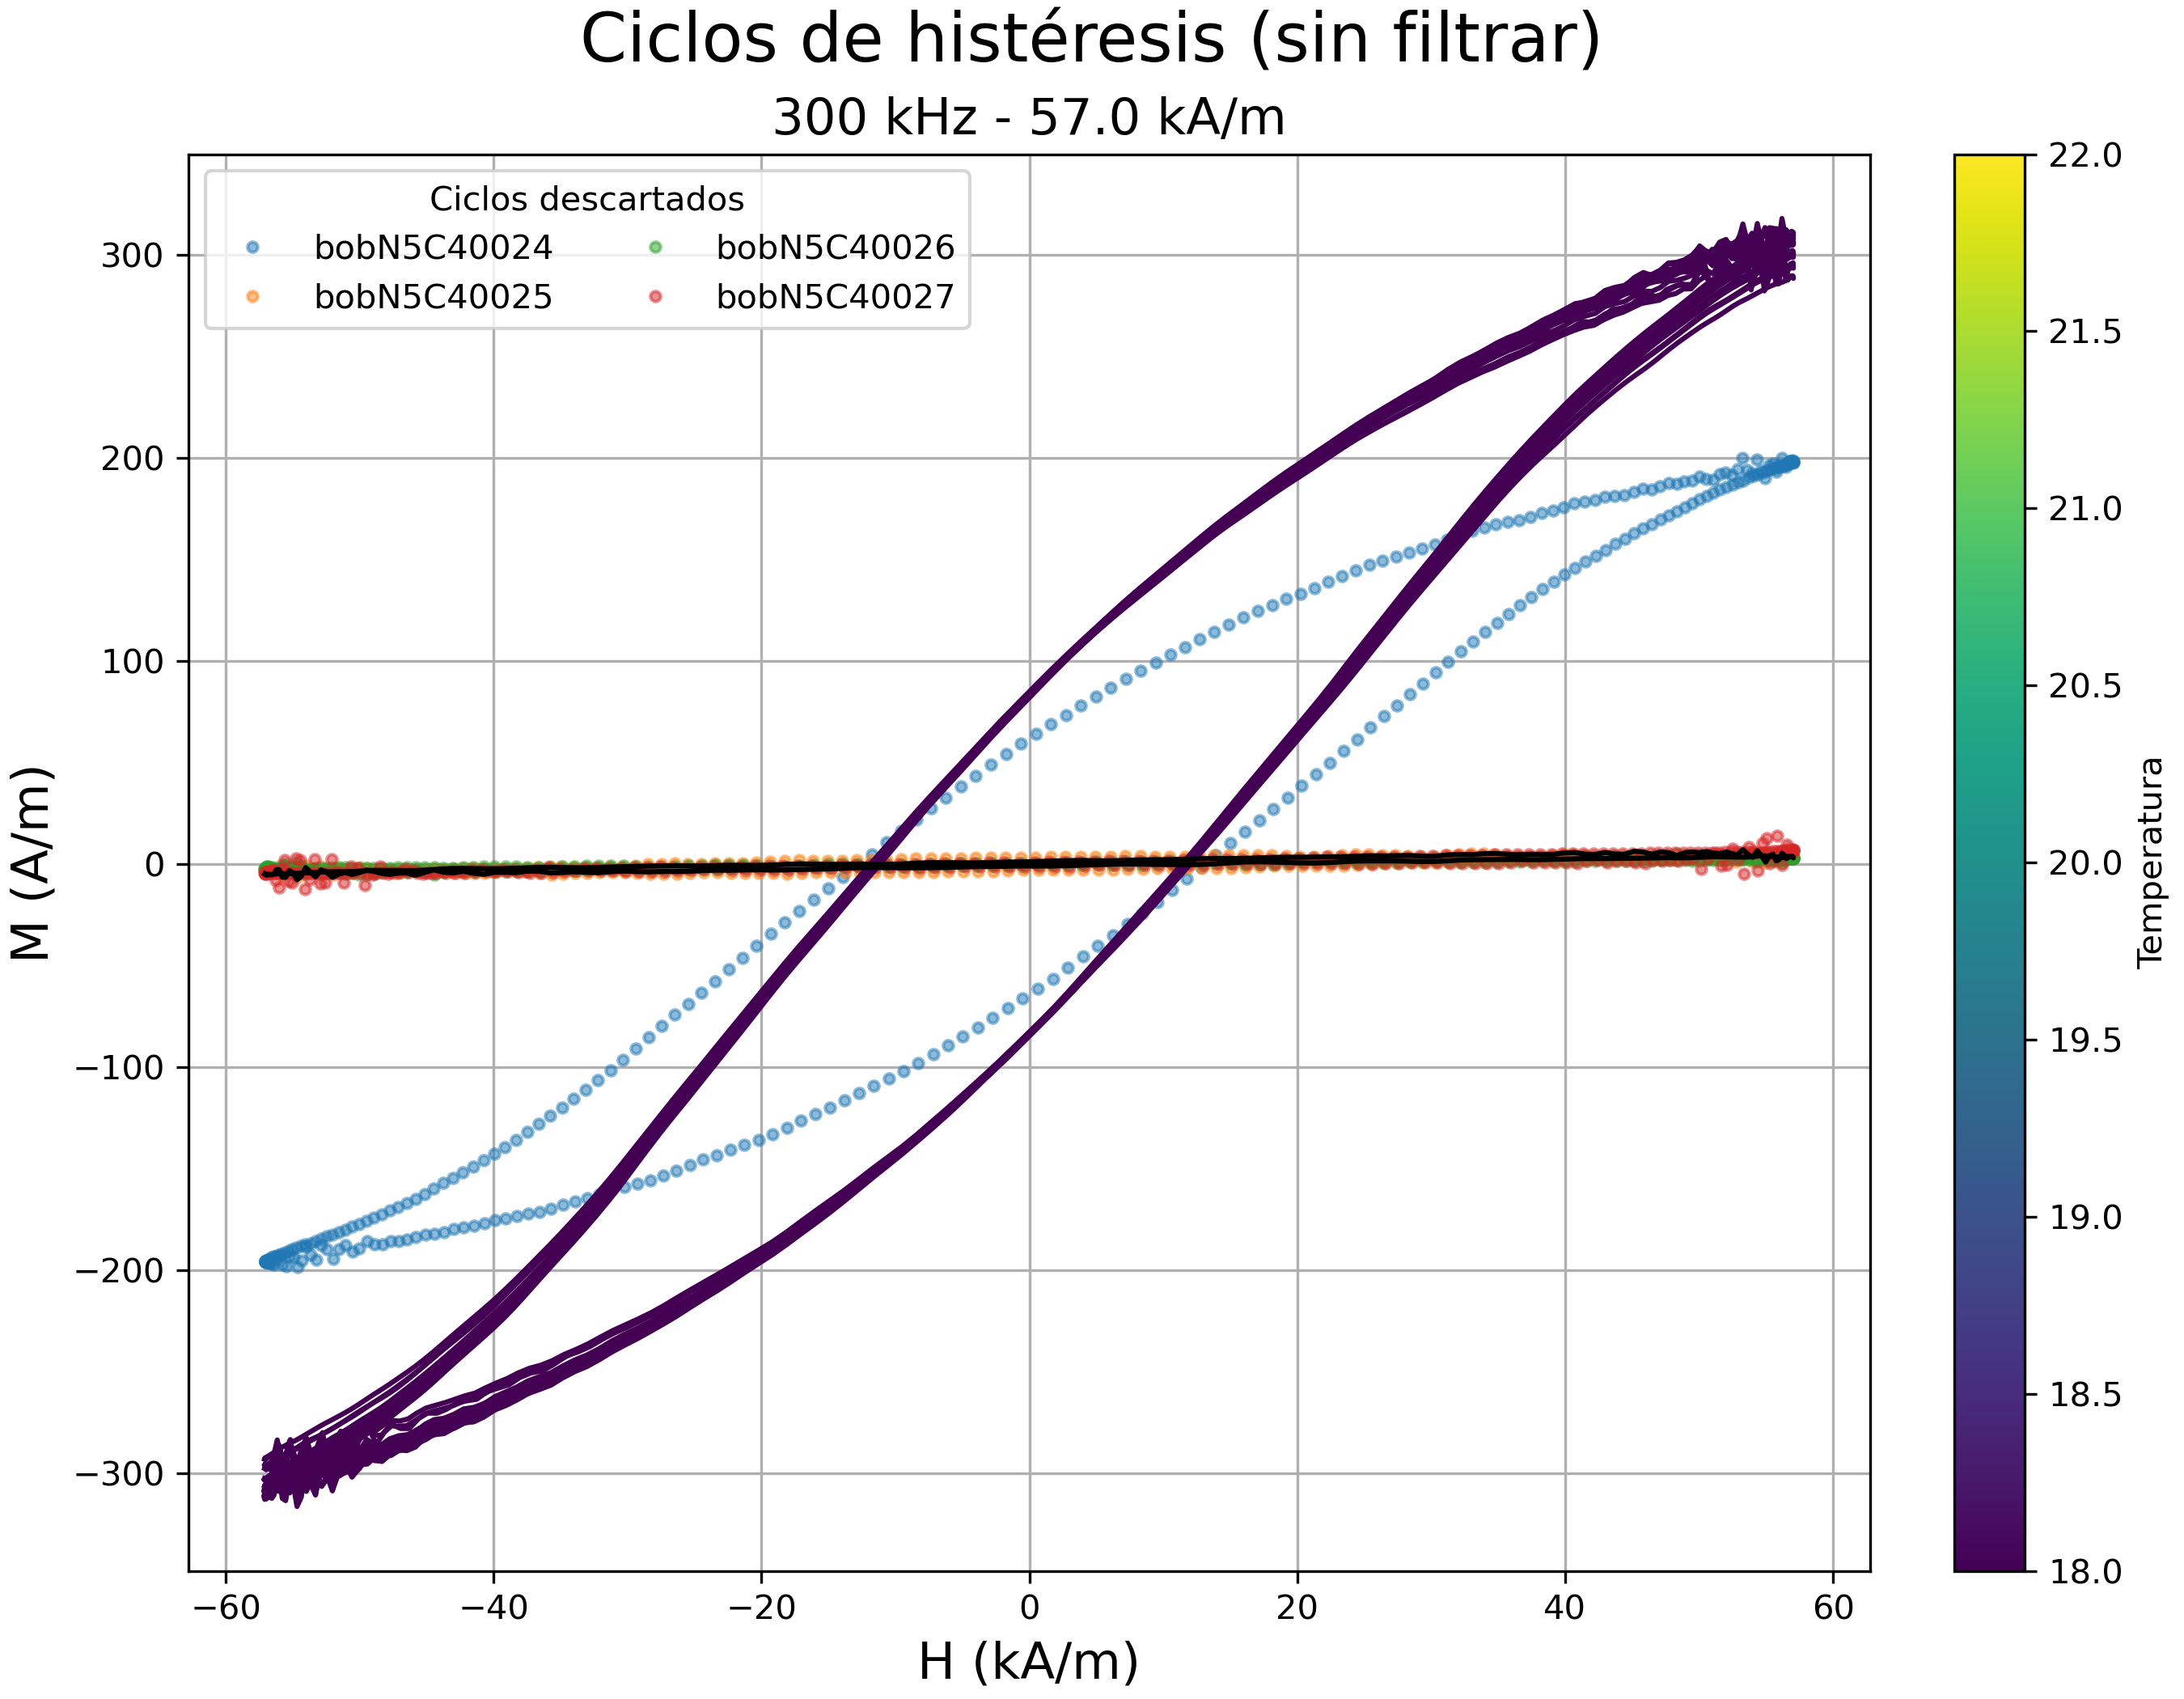 Ciclos de histéresis (sin filtrar)
300 kHz - 57.0 kA/m
Ciclos descartados
bobN5C40024
bobN5C40025
bobN5C40026
bobN5C40027
M (A/m)
300
200
100
0
−100
−200
−300
−60
−40
−20
0
20
40
60
H (kA/m)
22.0
21.5
21.0
20.5
20.0
19.5
19.0
18.5
18.0
Temperatura